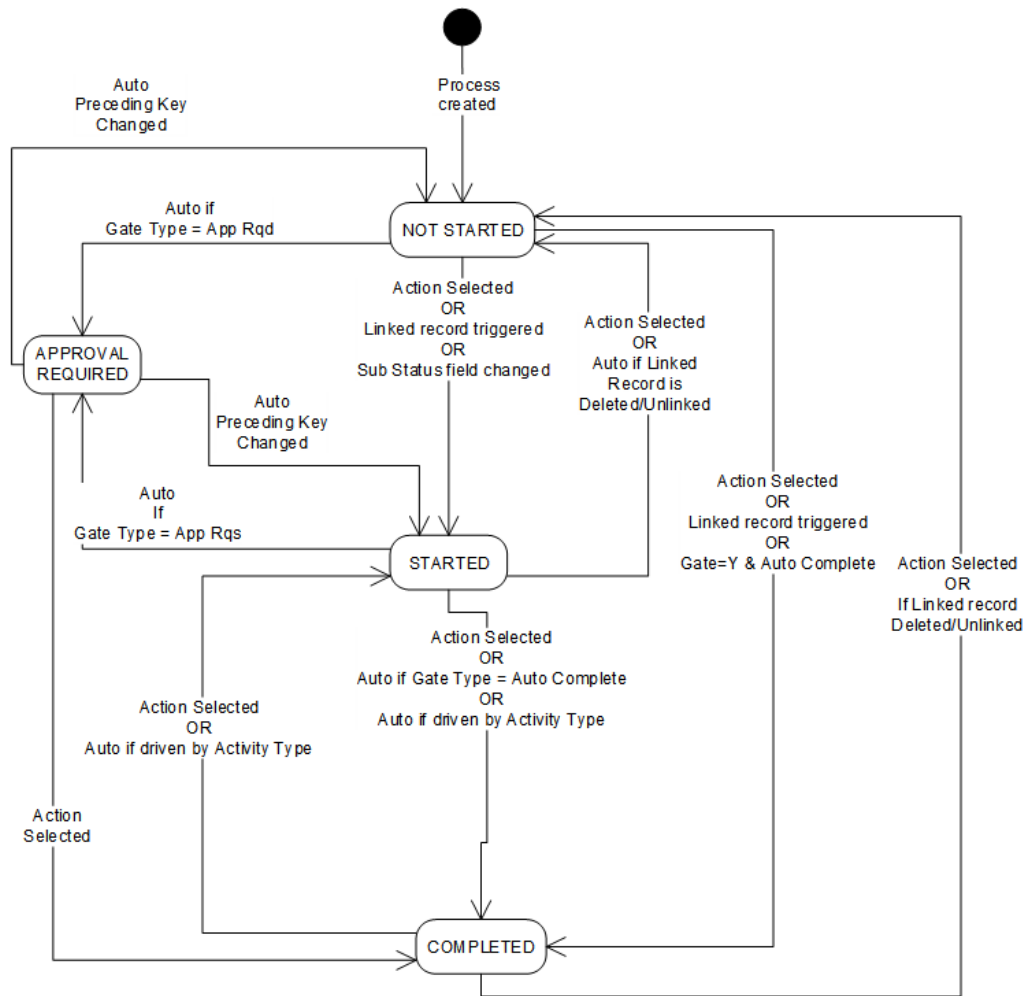 Process
created
Auto
Preceding Key
Changed
Auto if
Gate Type = App Rqd
NOT STARTED
Action Selected
OR
Linked record triggered
OR
Sub Status field changed
Action Selected
OR
Auto if Linked
Record is
Deleted/Unlinked
APPROVAL
REQUIRED
Auto
Preceding Key
Changed
Auto
If
Gate Type = App Rqs
Action Selected
OR
Linked record triggered
OR
Gate=Y & Auto Complete
Action Selected
OR
If Linked record
Deleted/Unlinked
STARTED
Action Selected
OR
Auto if Gate Type = Auto Complete
OR
Auto if driven by Activity Type
Action Selected
OR
Auto if driven by Activity Type
Action
Selected
COMPLETED